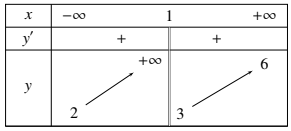 x −∞ 1 +∞
y′ + +
+∞ 6
y
2 3